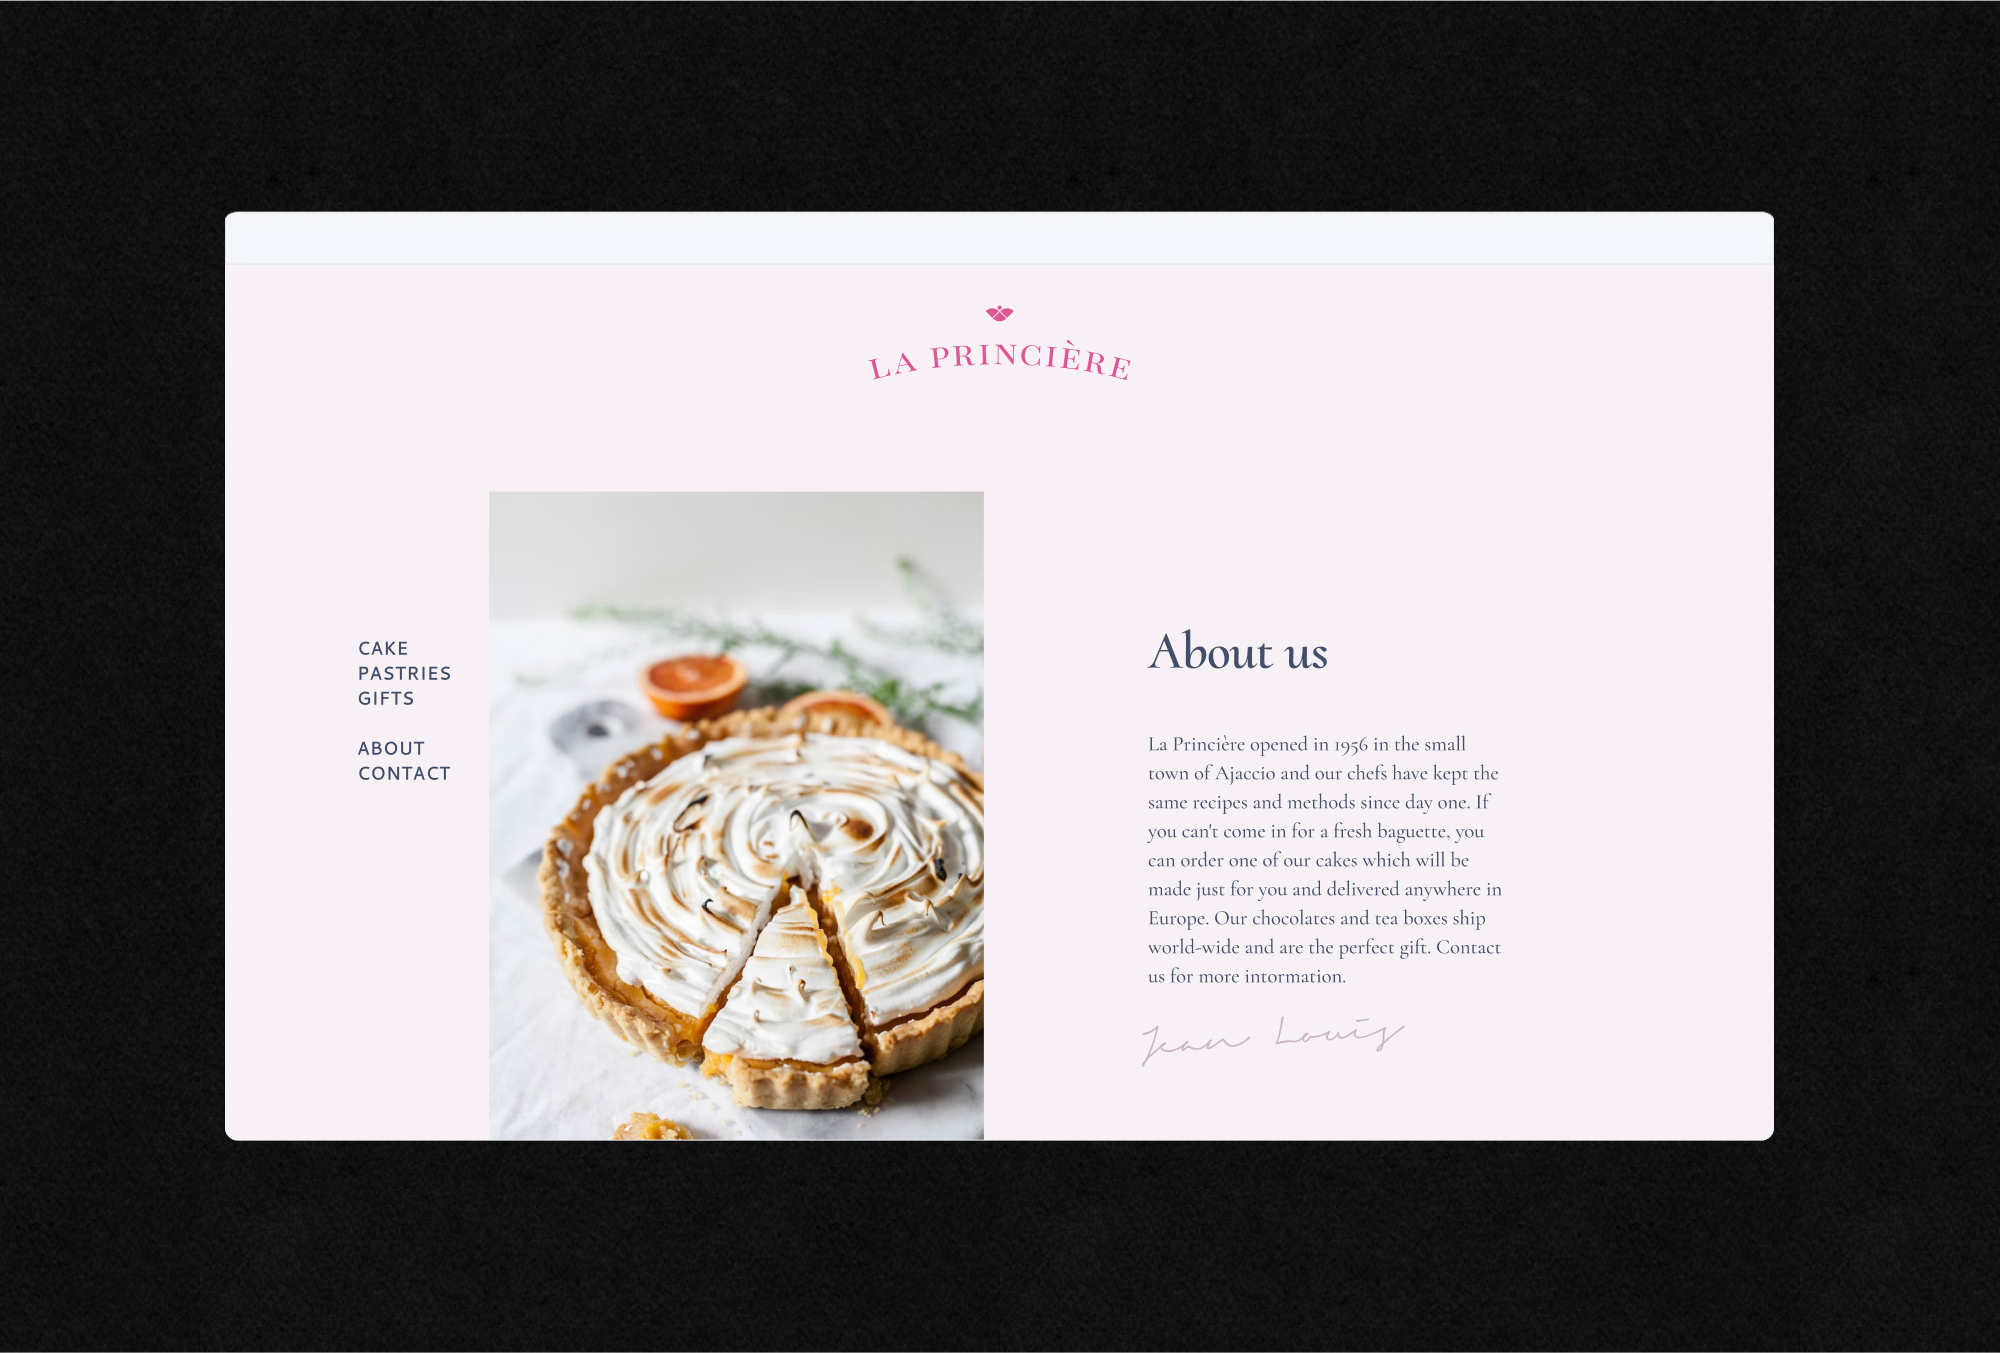 LA PRINCIÈRE
CAKE
PASTRIES
GIFTS
ABOUT
CONTACT
About us
La Princière opened in 1956 in the small
town of Ajaccio and our chefs have kept the
same recipes and methods since day one. If
you can't come in for a fresh baguette, you
can order one of our cakes which will be
made just for you and delivered anywhere in
Europe. Our chocolates and tea boxes ship
world-wide and are the perfect gift. Contact
us for more intormation.
Jean Louis